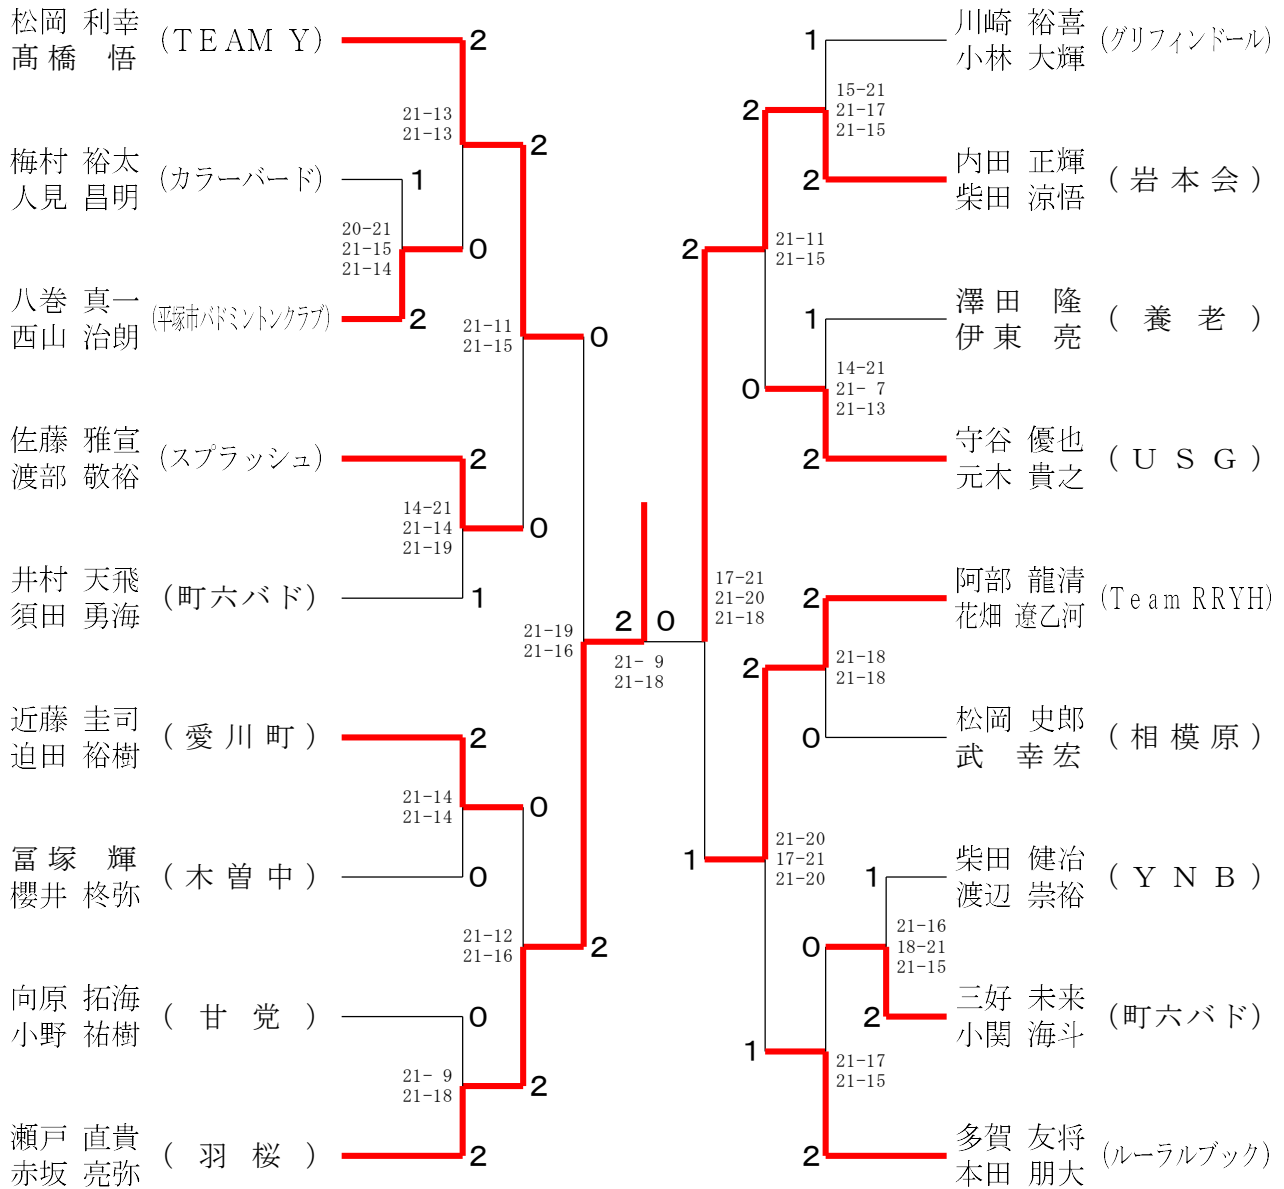 松岡 利幸
髙橋 悟
(TEAM Y)
2
21-13
21-13
2
梅村 裕太
人見 昌明
(カラーバード)
1
20-21
21-15
21-14
0
八巻 真一
西山 治朗
(平塚市バドミントンクラブ)
2
21-11
21-15
0
佐藤 雅宣
渡部 敬裕
(スプラッシュ)
2
14-21
21-14
21-19
0
井村 天飛
須田 勇海
(町六バド)
1
21-19
21-16
2 0
21- 9
21-18
近藤 圭司
迫田 裕樹
(愛川町)
2
21-14
21-14
0
冨塚 輝
櫻井 柊弥
(木曽中)
0
21-12
21-16
2
向原 拓海
小野 祐樹
(甘党)
0
21- 9
21-18
2
瀬戸 直貴
赤坂 亮弥
(羽桜)
2
川崎 裕喜
小林 大輝
(グリフィンドール)
1
15-21
21-17
21-15
2
内田 正輝
柴田 涼悟
(岩本会)
2
21-11
21-15
2
澤田 隆
伊東 亮
(養老)
1
14-21
21- 7
21-13
0
守谷 優也
元木 貴之
(USG)
2
17-21
21-20
21-18
阿部 龍清
花畑 遼乙河
(Team RRYH)
2
21-18
21-18
2
松岡 史郎
武 幸宏
(相模原)
0
21-20
17-21
21-20
1
柴田 健冶
渡辺 崇裕
(YNB)
1
21-16
18-21
21-15
0
三好 未来
小関 海斗
(町六バド)
2
21-17
21-15
1
多賀 友将
本田 朋大
(ルーラルブック)
2